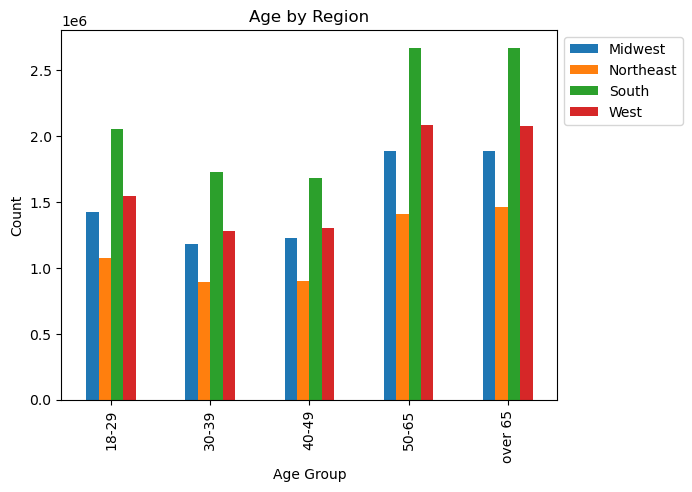 Age by Region
1e6
2.5
2.0
1.5
1.0
0.5
0.0
Count
18-29
30-39
40-49
50-65
over 65
Age Group
Midwest
Northeast
South
West